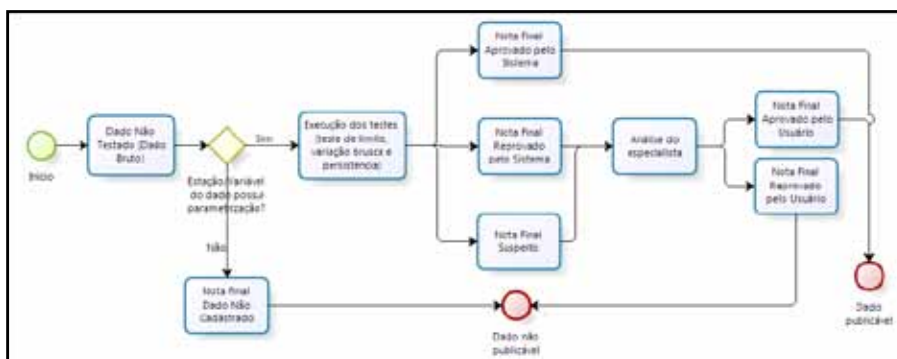 Início
Dado Não
Testado (Dado
Bruto)
Estação/Variável
do dado possui
parametrização?
Sim
Não
Nota final
Dado Não
Cadastrado
Execução dos testes
(teste de limite,
variação brusca e
persistência)
Nota final
Aprovado pelo
Sistema
Nota Final
Reprovado
pelo Sistema
Nota Final
Suspeito
Análise do
especialista
Nota Final
Aprovado pelo
Usuário
Nota Final
Reprovado
pelo Usuário
Dado não
publicável
Dado
publicável